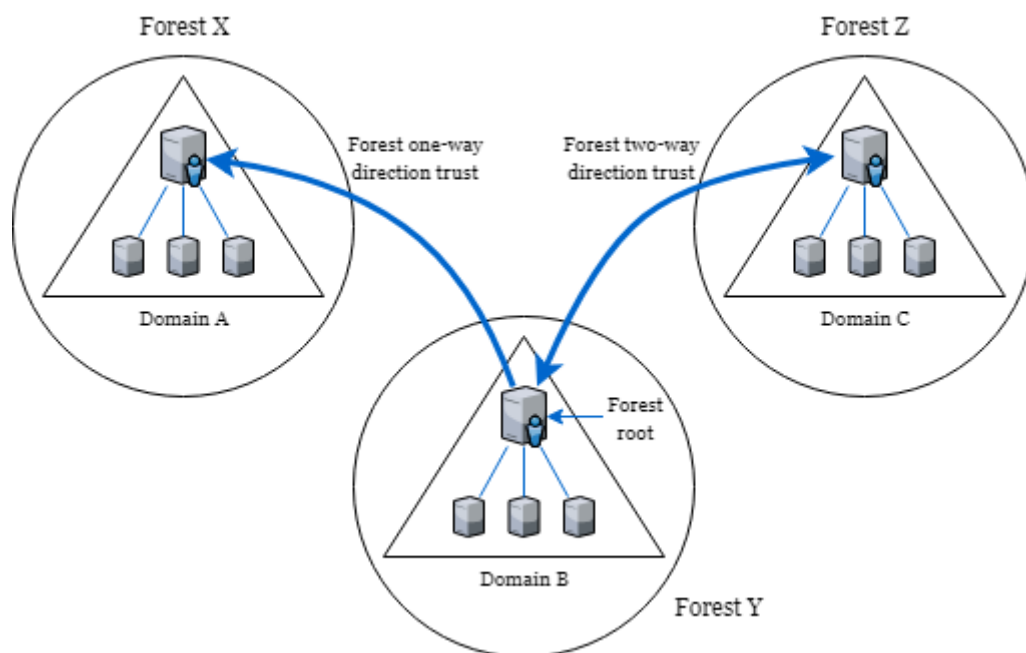 Forest X
Forest Z
Forest one-way
direction trust
Forest two-way
direction trust
Domain A
Domain C
Forest
root
Domain B
Forest Y